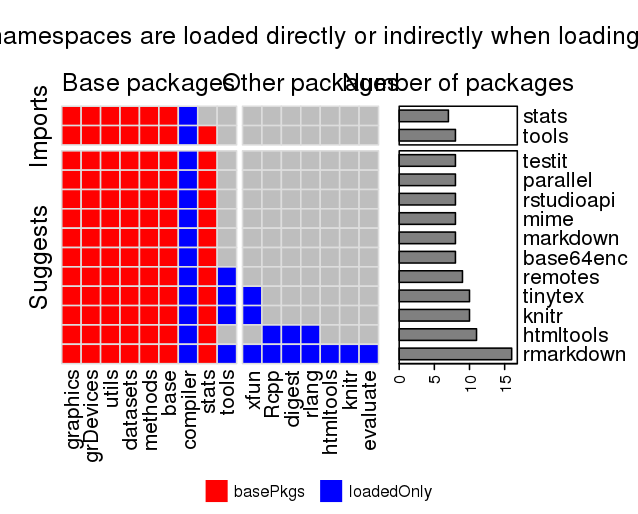 namespaces are loaded directly or indirectly when loading
Base packages Other packages Number of packages
Imports
Suggests
stats
tools
testit
parallel
rstudioapi
mime
markdown
base64enc
remotes
tinytex
knitr
htmltools
rmarkdown
0 5 10 15
graphics
grDevices
utils
datasets
methods
base
compiler
stats
tools
xfun
Rcpp
digest
rlang
htmltools
knitr
evaluate
basePkgs loadedOnly